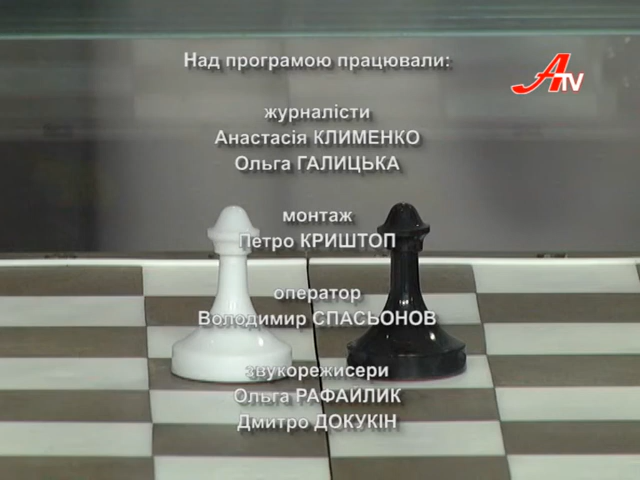 Над програмою працювали:
ATV
журналісти
Анастасія КЛИМЕНКО
Ольга ГАЛИЦЬКА
монтаж
Петро КРИШТОП
оператор
Володимир СПАСЬОНОВ
звукорежисери
Ольга РАФАЙЛИК
Дмитро ДОКУКІН